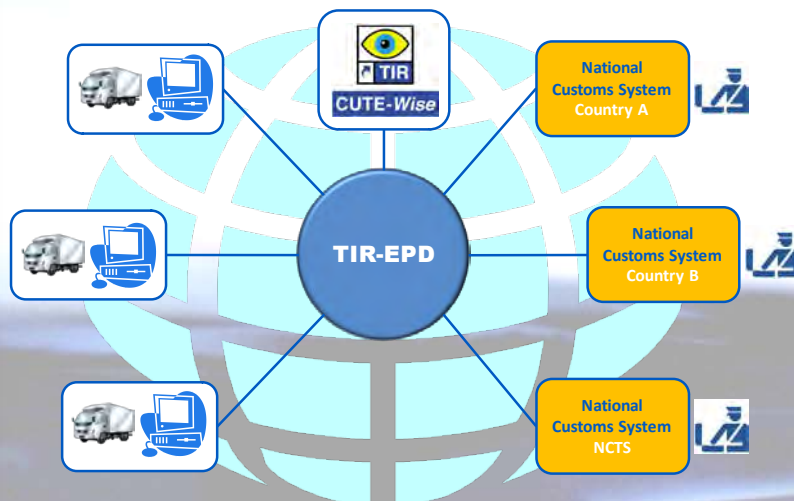 TIR
CUTE-Wise
National
Customs System
Country A
TIR-EPD
National
Customs System
Country B
National
Customs System
NCTS